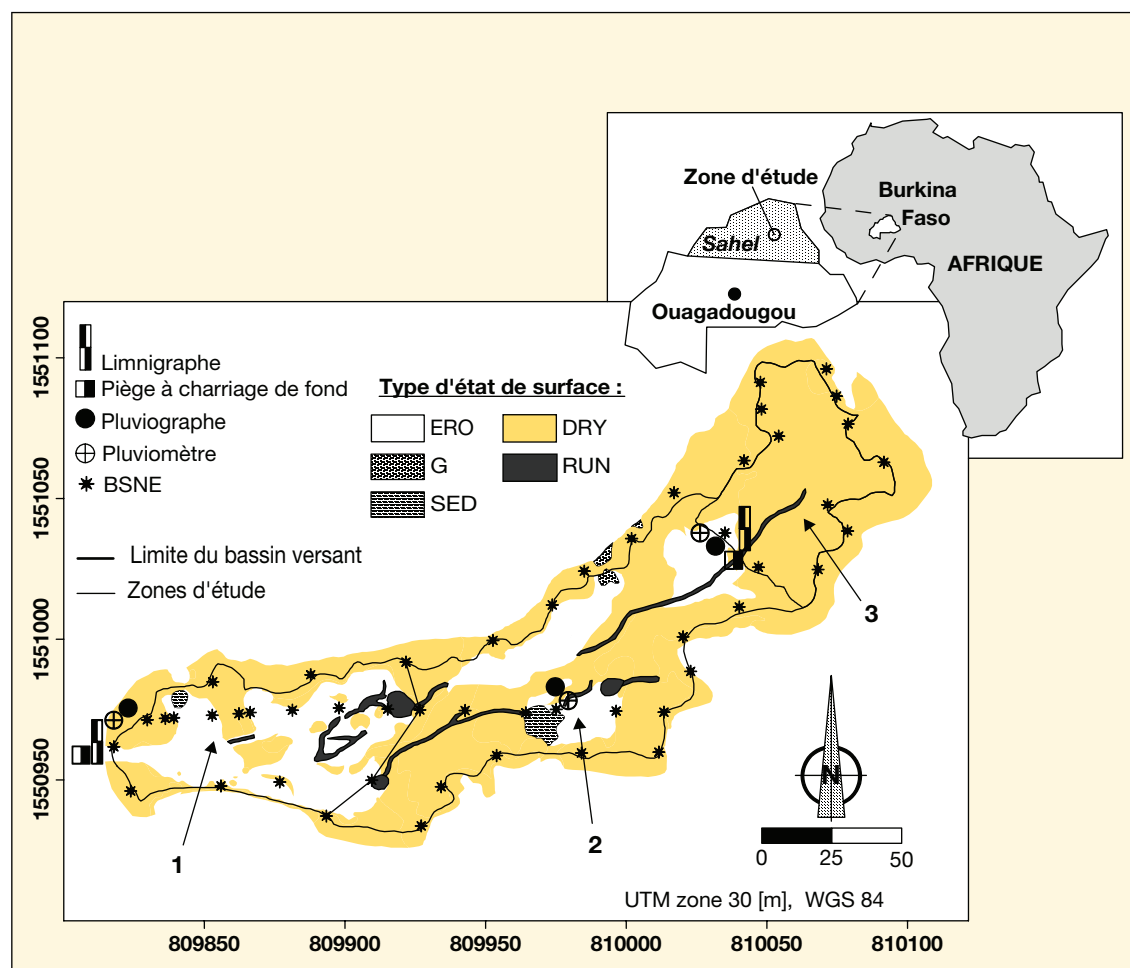 Zone d'étude
Burkina
Faso
Sahel
AFRIQUE
Ouagadougou
Limnigraphe
Piège à charriage de fond
Pluviographe
Pluviomètre
BSNE
Type d'état de surface :
ERO
DRY
G
RUN
SED
Limite du bassin versant
Zones d'étude
1551100
1551050
1551000
1550950
3
2
1
N
0
25
50
UTM zone 30 [m], WGS 84
809850
809900
809950
810000
810050
810100